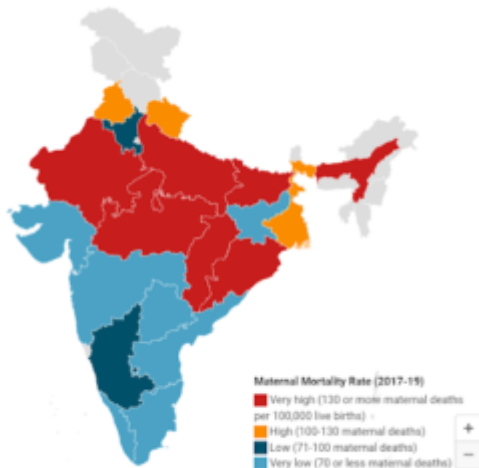 Maternal Mortality Rate (2017-19)
Very high (130 or more maternal deaths
per 100,000 live births)
High (100-130 maternal deaths)
Low (71-100 maternal deaths)
Very low (70 or less maternal deaths)
+
−